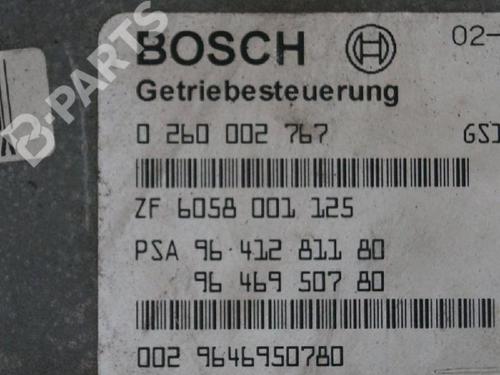 B-PARTS
BOSCH 02-
Getriebesteuerung
0 260 002 767 GS1
ZF 6058 001 125
PSA 96 412 811 80
96 469 507 80
002 9646950780